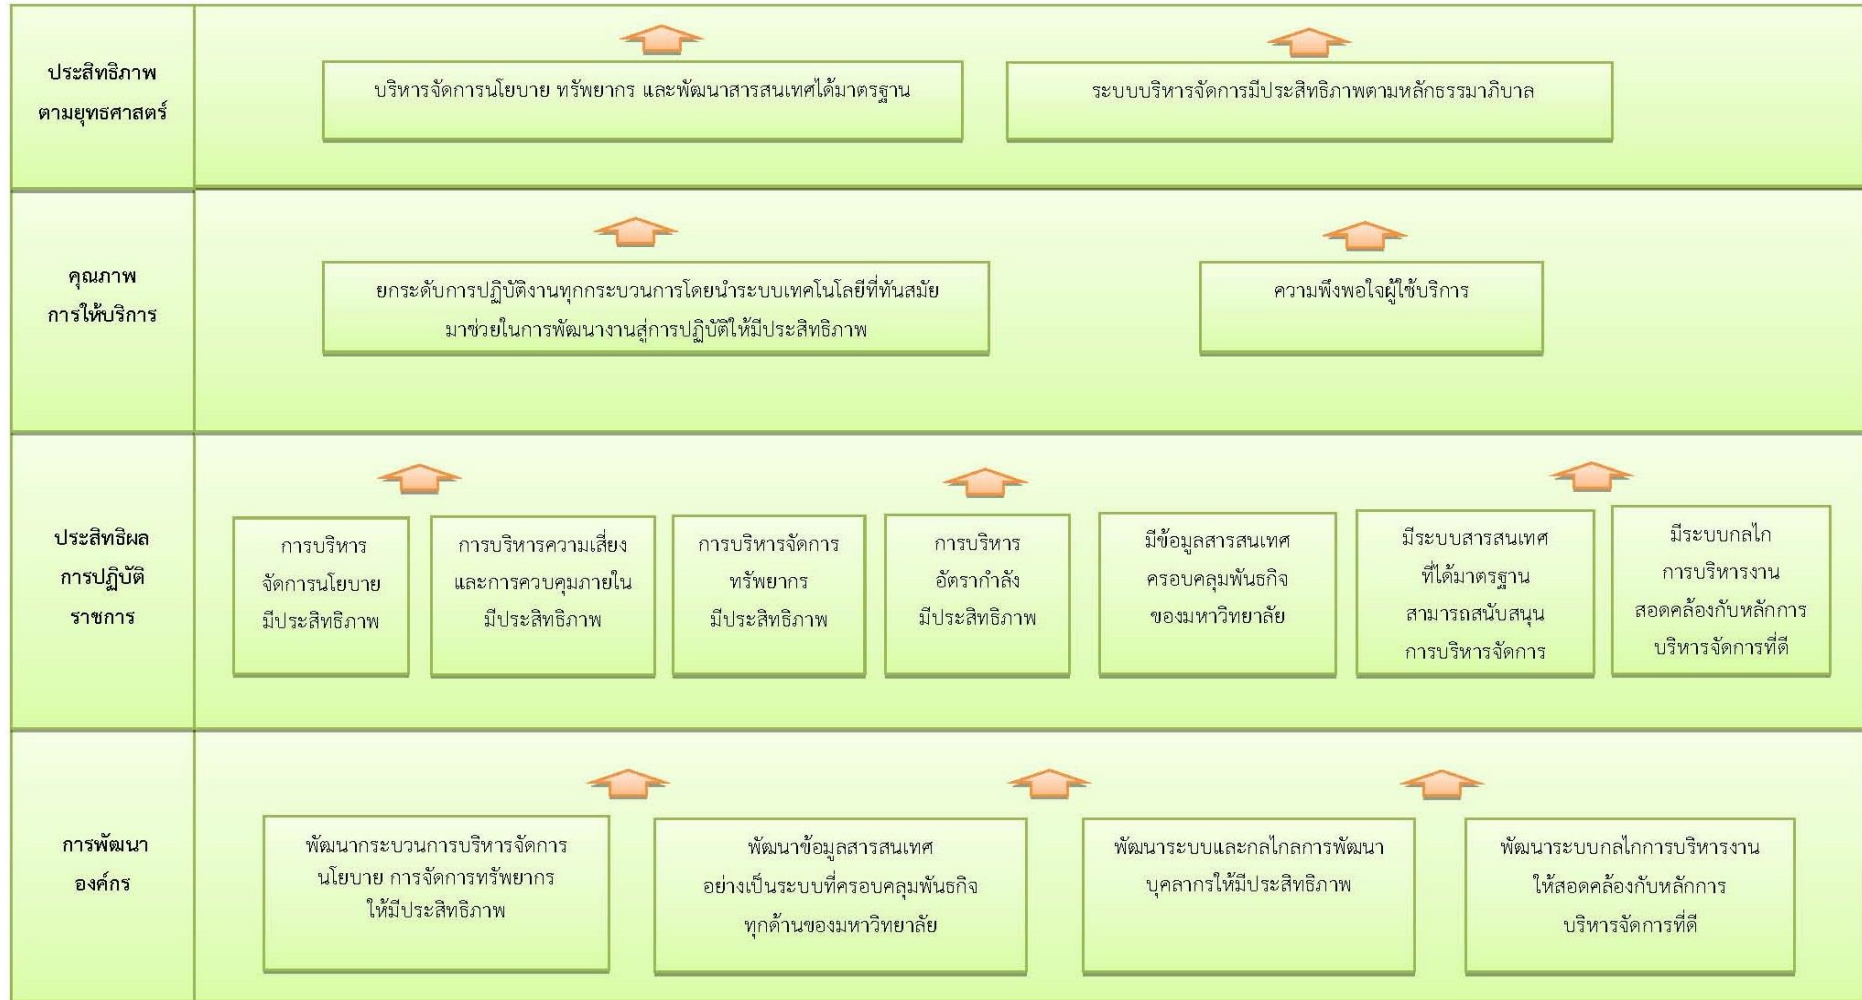 ประสิทธิภาพ
ตามยุทธศาสตร์
บริหารจัดการนโยบาย ทรัพยากร และพัฒนาสารสนเทศได้มาตรฐาน
ระบบบริหารจัดการมีประสิทธิภาพตามหลักธรรมาภิบาล
คุณภาพ
การให้บริการ
ยกระดับการปฏิบัติงานทุกกระบวนการโดยนำระบบเทคโนโลยีที่ทันสมัย
มาช่วยในการพัฒนางานสู่การปฏิบัติให้มีประสิทธิภาพ
ความพึงพอใจผู้ใช้บริการ
ประสิทธิผล
การปฏิบัติ
ราชการ
การบริหาร
จัดการนโยบาย
มีประสิทธิภาพ
การบริหารความเสี่ยง
และการควบคุมภายใน
มีประสิทธิภาพ
การบริหารจัดการ
ทรัพยากร
มีประสิทธิภาพ
การบริหาร
อัตรากำลัง
มีประสิทธิภาพ
มีข้อมูลสารสนเทศ
ครอบคลุมพันธกิจ
ของมหาวิทยาลัย
มีระบบสารสนเทศ
ที่ได้มาตรฐาน
สามารถสนับสนุน
การบริหารจัดการ
มีระบบกลไก
การบริหารงาน
สอดคล้องกับหลักการ
บริหารจัดการที่ดี
การพัฒนา
องค์กร
พัฒนากระบวนการบริหารจัดการ
นโยบาย การจัดการทรัพยากร
ให้มีประสิทธิภาพ
พัฒนาข้อมูลสารสนเทศ
อย่างเป็นระบบที่ครอบคลุมพันธกิจ
ทุกด้านของมหาวิทยาลัย
พัฒนาระบบและกลไกลการพัฒนา
บุคลากรให้มีประสิทธิภาพ
พัฒนาระบบกลไกการบริหารงาน
ให้สอดคล้องกับหลักการ
บริหารจัดการที่ดี